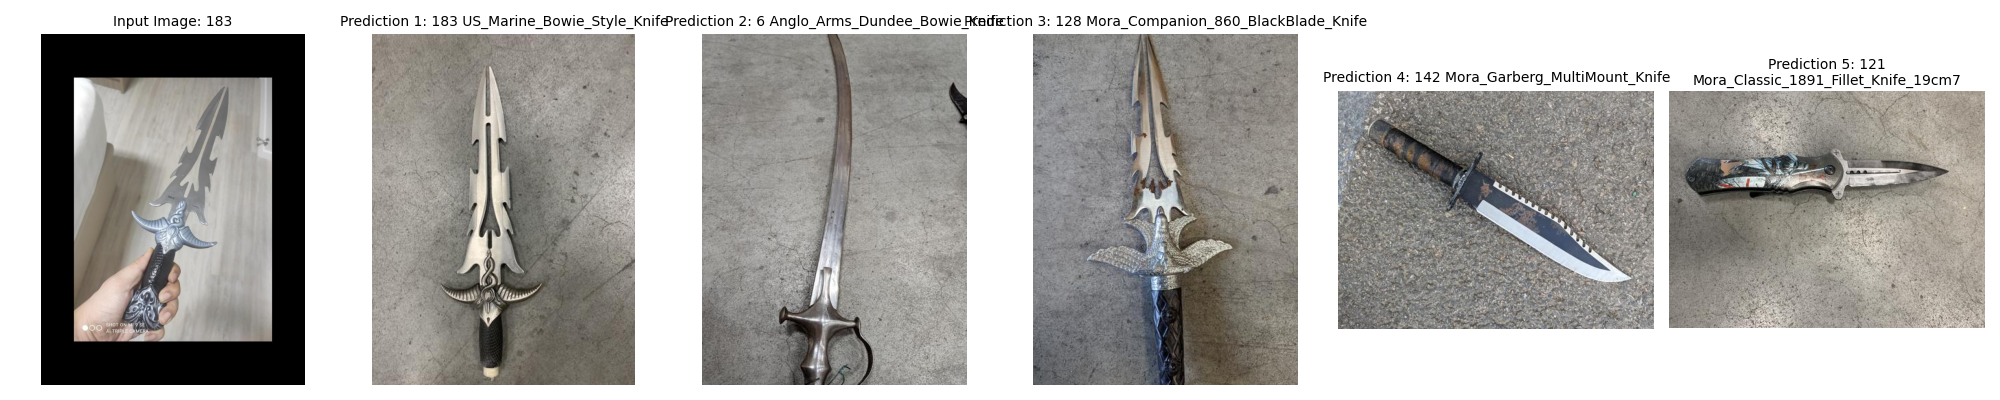 Input Image: 183
Prediction 1: 183 US_Marine_Bowie_Style_Knife
Prediction 2: 6 Anglo_Arms_Dundee_Bowie_Knife
Prediction 3: 128 Mora_Companion_860_BlackBlade_Knife
Prediction 4: 142 Mora_Garberg_MultiMount_Knife
Prediction 5: 121
Mora_Classic_1891_Fillet_Knife_19cm7